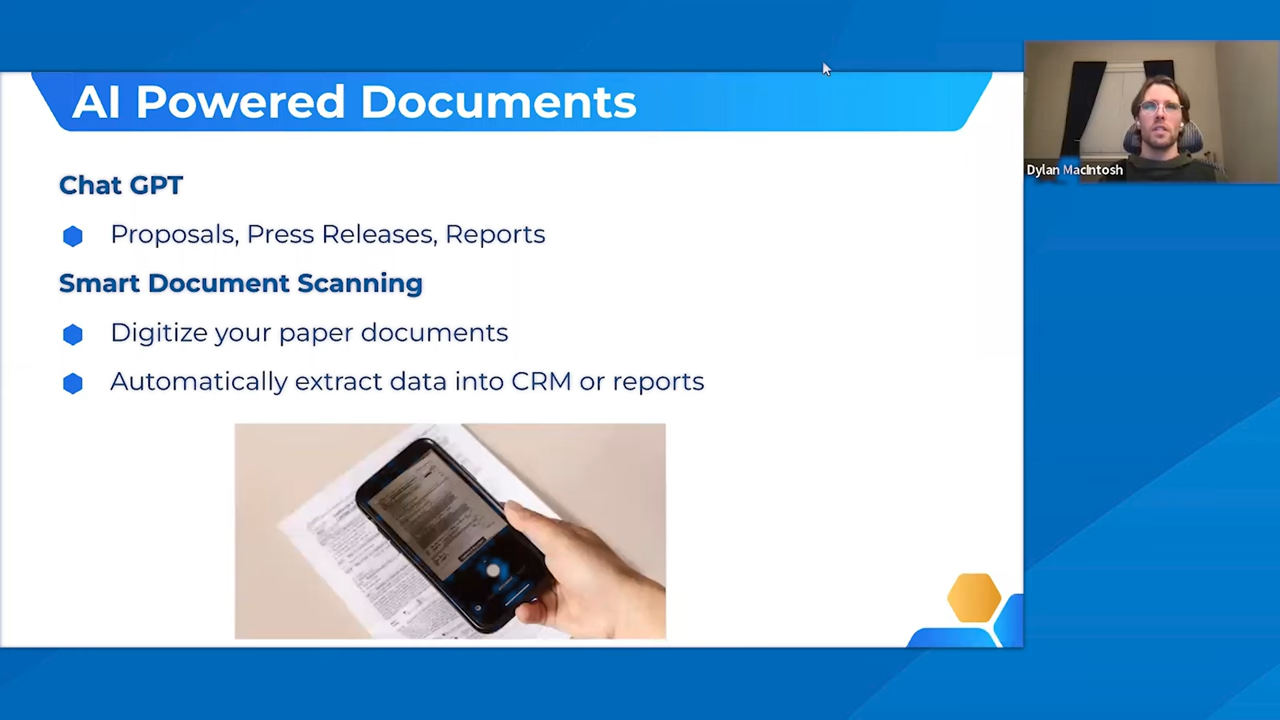 AI Powered Documents
Chat GPT
Proposals, Press Releases, Reports
Smart Document Scanning
Digitize your paper documents
Automatically extract data into CRM or reports
Dylan MacIntosh